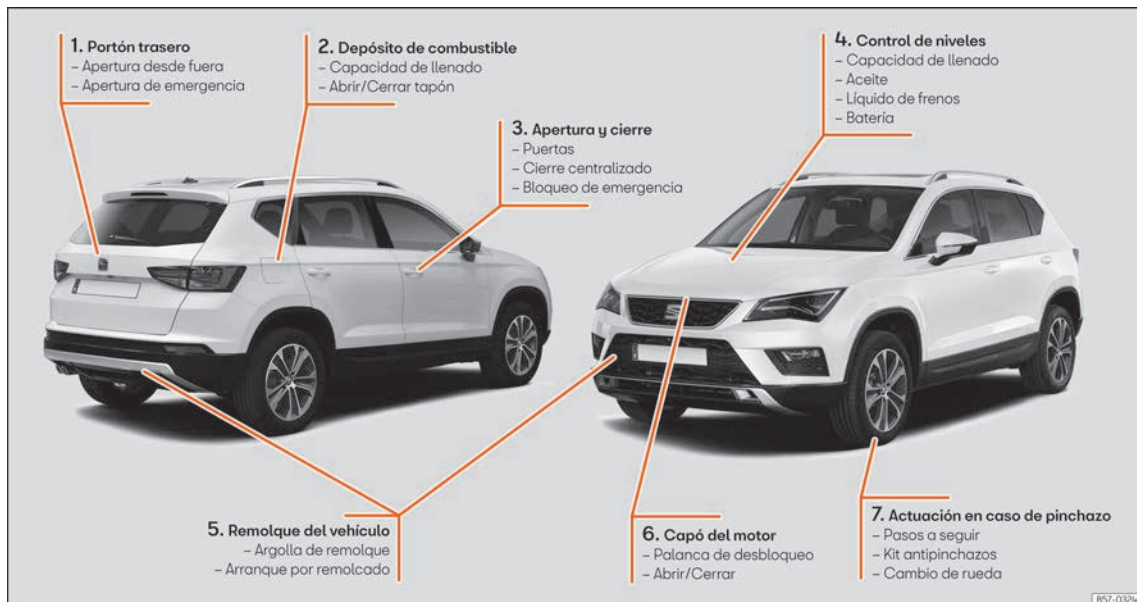 1. Portón trasero
– Apertura desde fuera
– Apertura de emergencia
2. Depósito de combustible
– Capacidad de llenado
– Abrir/Cerrar tapón
3. Apertura y cierre
– Puertas
– Cierre centralizado
– Bloqueo de emergencia
4. Control de niveles
– Capacidad de llenado
– Aceite
– Líquido de frenos
– Batería
5. Remolque del vehículo
– Argolla de remolque
– Arranque por remolcado
6. Capó del motor
– Palanca de desbloqueo
– Abrir/Cerrar
7. Actuación en caso de pinchazo
– Pasos a seguir
– Kit antipinchazos
– Cambio de rueda